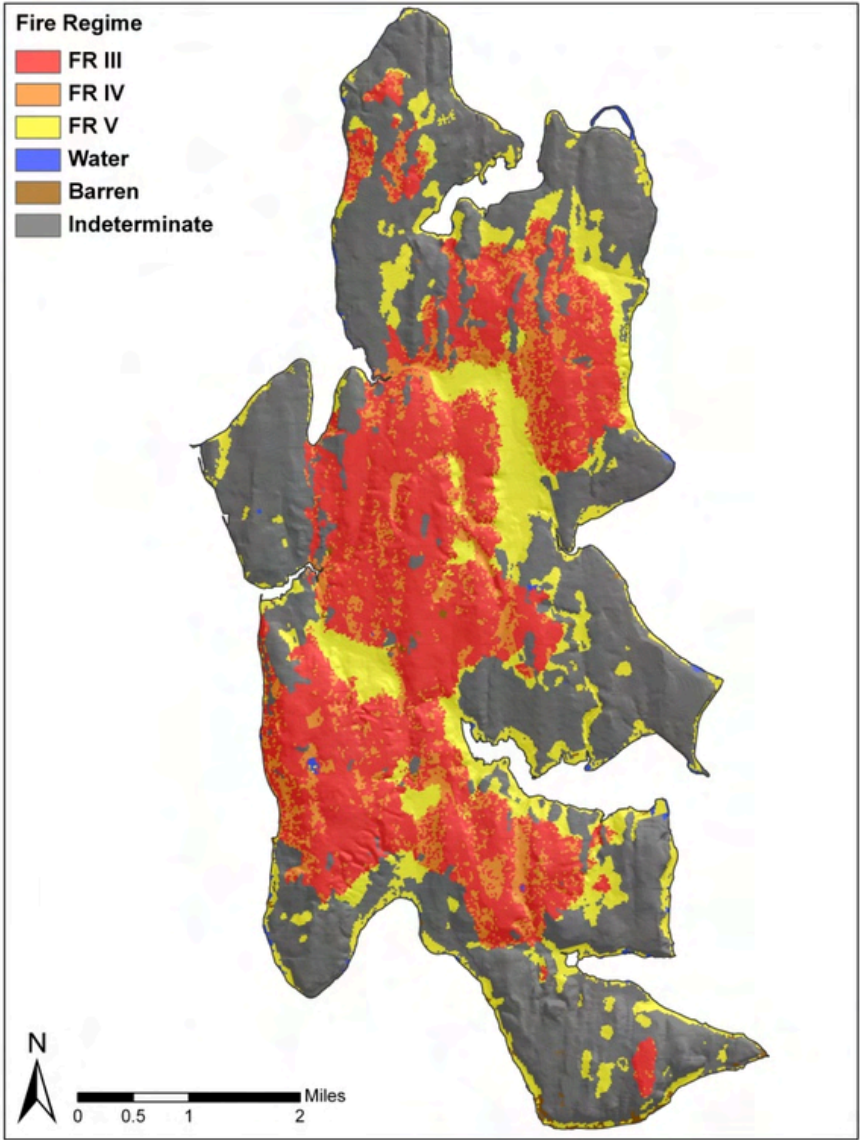 Fire Regime
FR III
FR IV
FR V
Water
Barren
Indeterminate
N
Miles
0 0.5 1 2